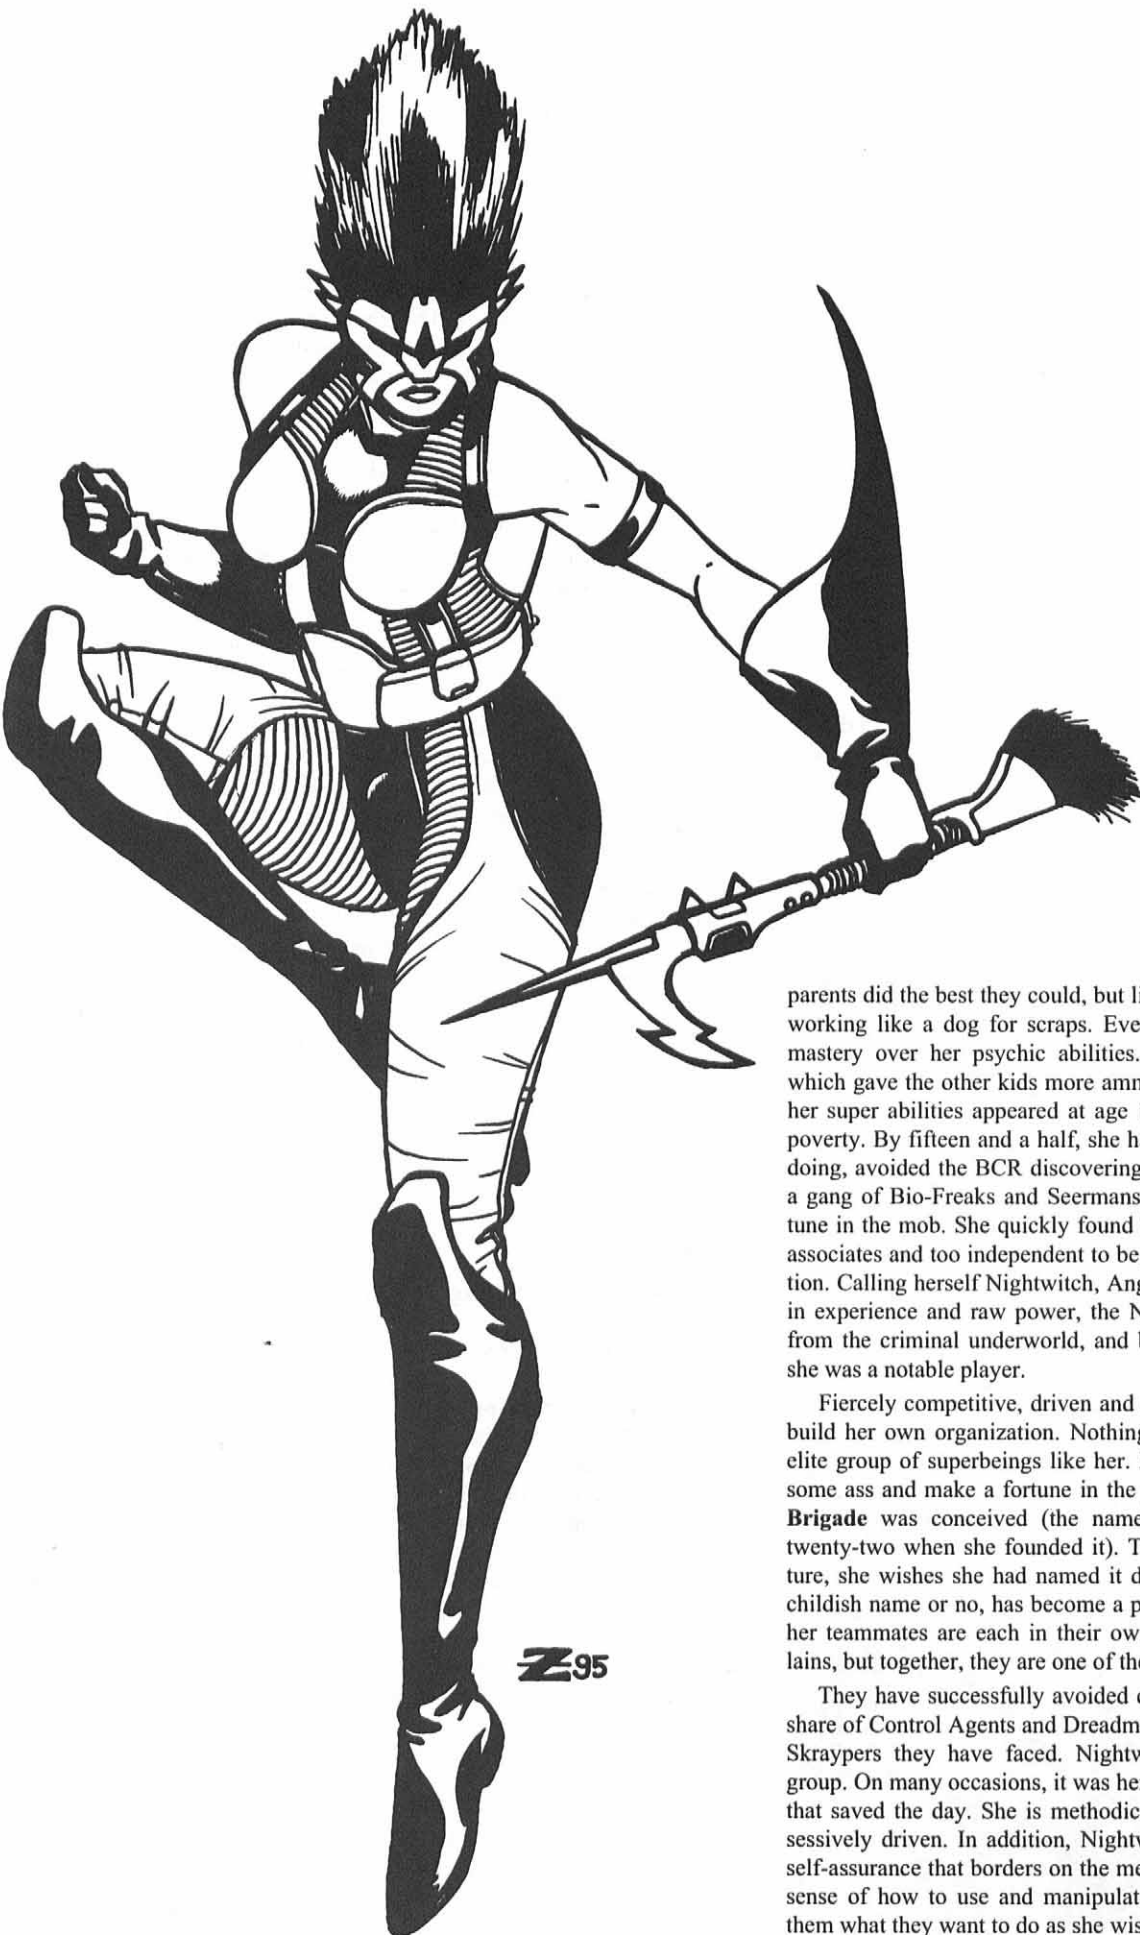 parents did the best they could, but li
working like a dog for scraps. Eve
mastery over her psychic abilities.
which gave the other kids more amn
her super abilities appeared at age
poverty. By fifteen and a half, she h
doing, avoided the BCR discovering
a gang of Bio-Freaks and Seermans
tune in the mob. She quickly found
associates and too independent to be
tion. Calling herself Nightwitch, Ang
in experience and raw power, the N
from the criminal underworld, and l
she was a notable player.
Fiercely competitive, driven and
build her own organization. Nothing
elite group of superbeings like her.
some ass and make a fortune in the
Brigade was conceived (the name
twenty-two when she founded it). T
ture, she wishes she had named it d
childish name or no, has become a p
her teammates are each in their ow
lains, but together, they are one of the
They have successfully avoided c
share of Control Agents and Dreadm
Skraypers they have faced. Nightw
group. On many occasions, it was he
that saved the day. She is methodic
sessively driven. In addition, Nightv
self-assurance that borders on the me
sense of how to use and manipulat
them what they want to do as she wis
Z95